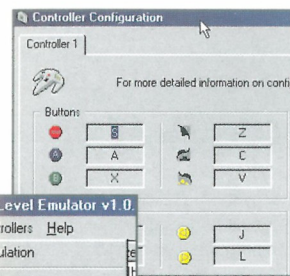 Controller Configuration
Controller 1
For more detailed information on confi
Buttons
S Z
A C
X V
Level Emulator v1.0.
rollers Help
ulation
J
L